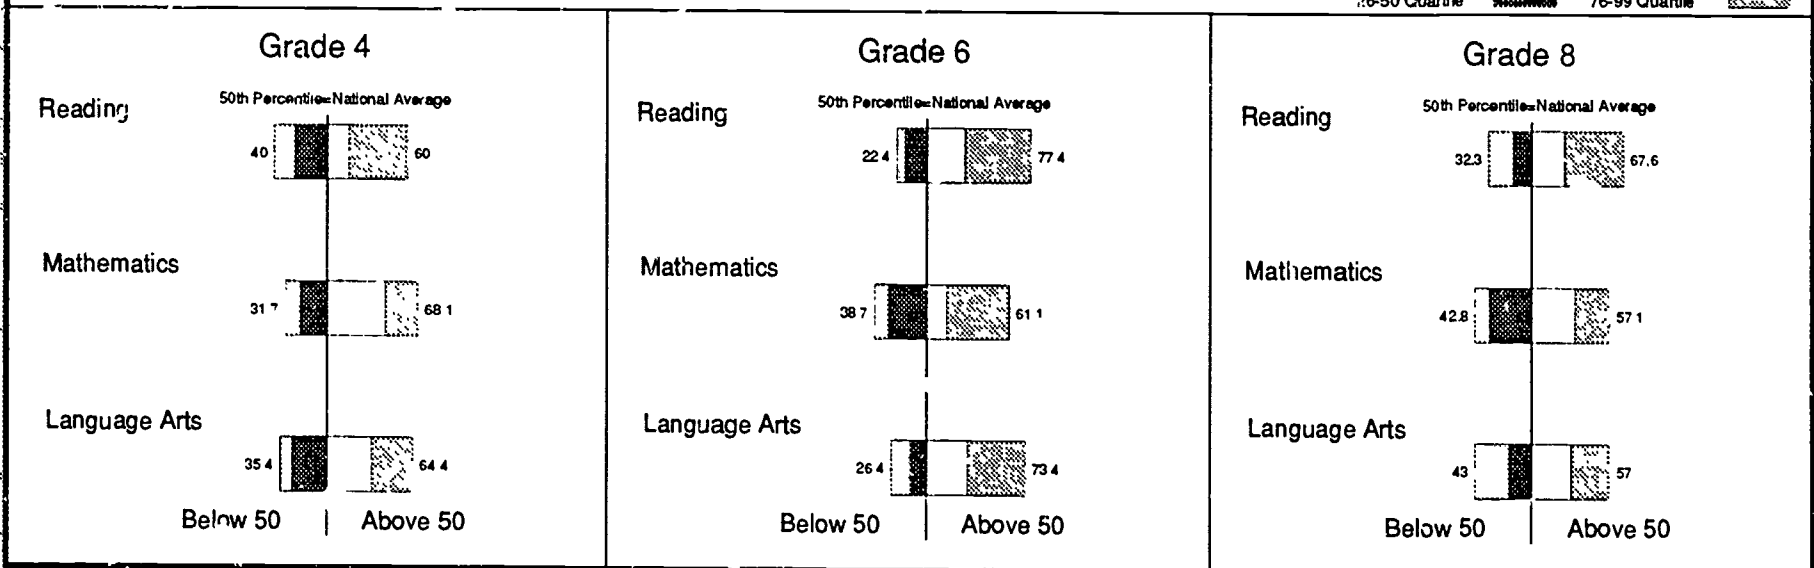 76-99 Quartile
Grade 4
Reading
50th Percentile=National Average
40 60
Mathematics
31 7 68 1
Language Arts
35 4 64 4
Below 50 Above 50
Grade 6
Reading
50th Percentile=National Average
22 4 77 4
Mathematics
38 7 61 1
Language Arts
26 4 73 4
Below 50 Above 50
Grade 8
Reading
50th Percentile=National Average
32.3 67.6
Mathematics
42.8 57 1
Language Arts
43 57
Below 50 Above 50